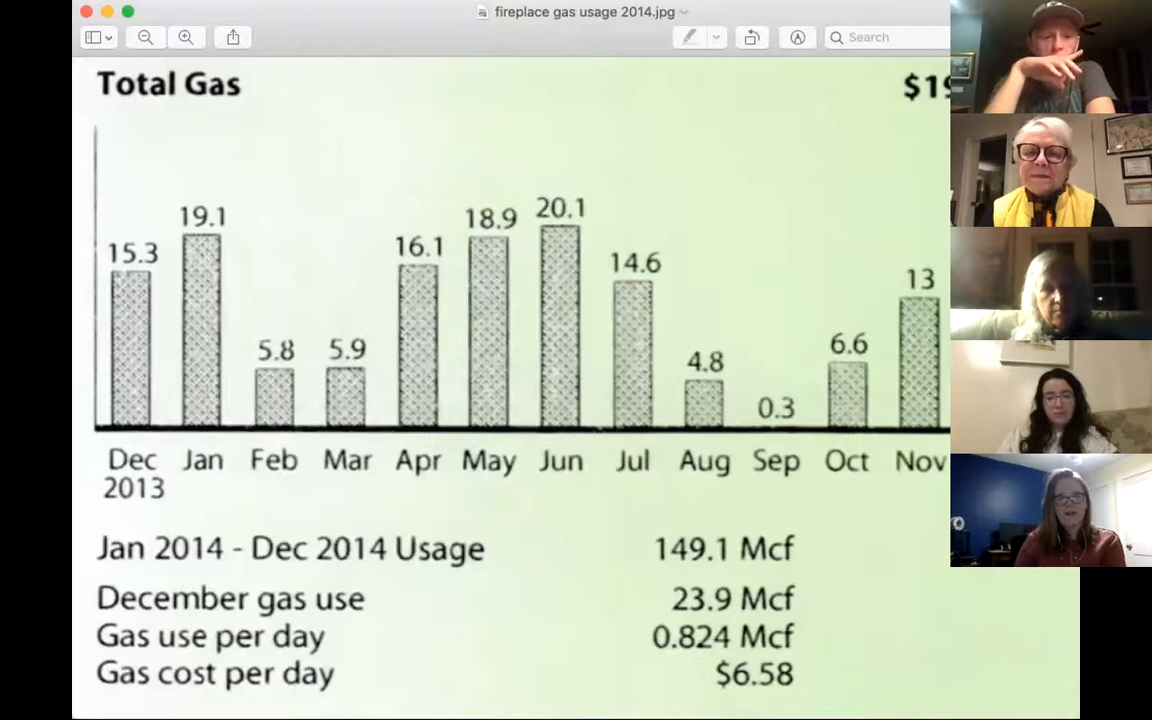 fireplace gas usage 2014.jpg
Search
Total Gas
15.3
19.1
5.8
5.9
16.1
18.9
20.1
14.6
4.8
0.3
6.6
13
Dec Jan Feb Mar Apr May Jun Jul Aug Sep Oct Nov
2013
Jan 2014 - Dec 2014 Usage 149.1 Mcf
December gas use 23.9 Mcf
Gas use per day 0.824 Mcf
Gas cost per day $6.58